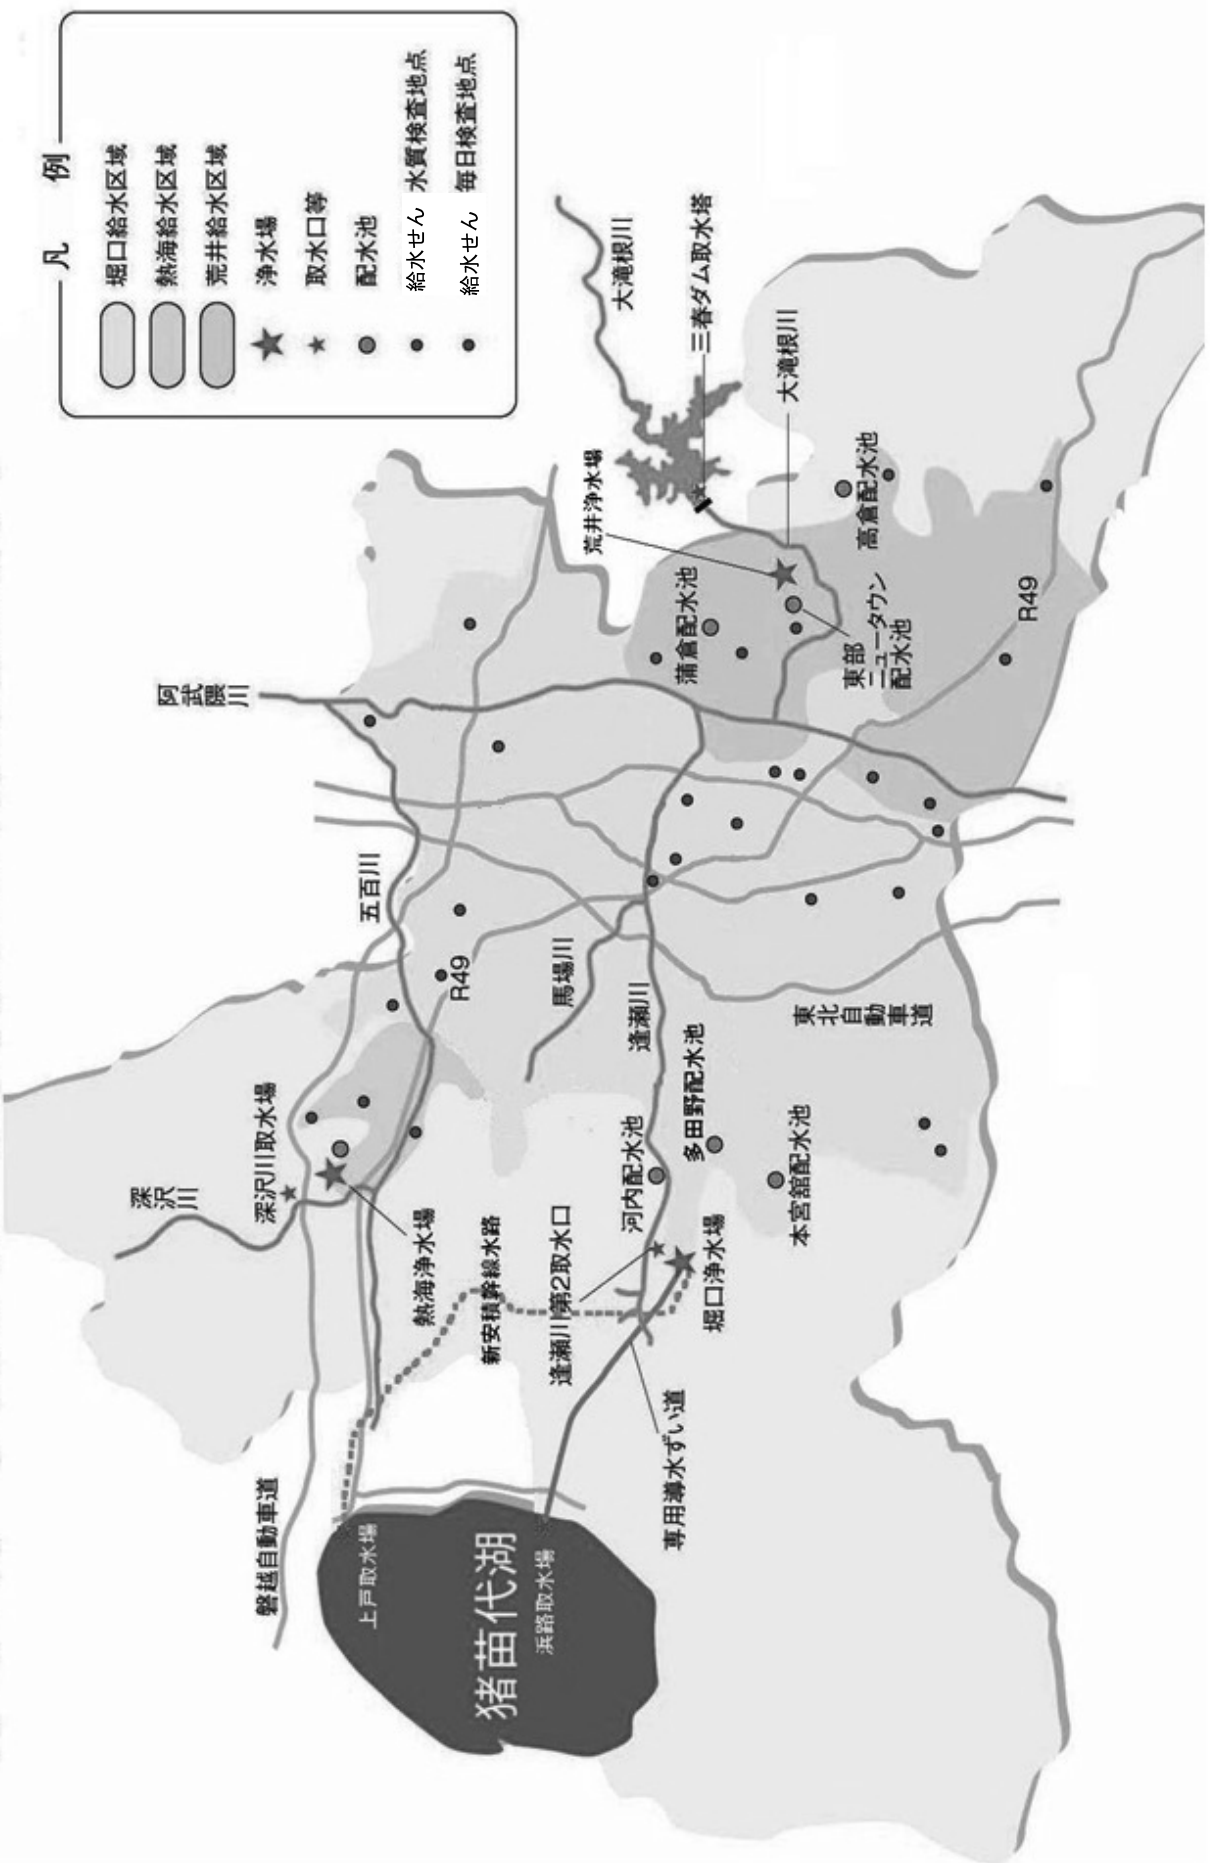 凡 例
堀口給水区域
熱海給水区域
荒井給水区域
浄水場
取水口等
配水池
給水せん 水質検査地点
給水せん 毎日検査地点
磐越自動車道
上戸取水場
猪苗代湖
浜路取水場
専用導水ずい道
深沢川
深沢川取水場
熱海浄水場
新安積幹線水路
逢瀬川第2取水口
堀口浄水場
河内配水池
多田野配水池
本宮舘配水池
五百川
R49
馬場川
逢瀬川
東北自動車道
阿武隈川
蒲倉配水池
荒井浄水場
東部
ニュータウン
配水池
高倉配水池
R49
大滝根川
三春ダム取水塔
大滝根川